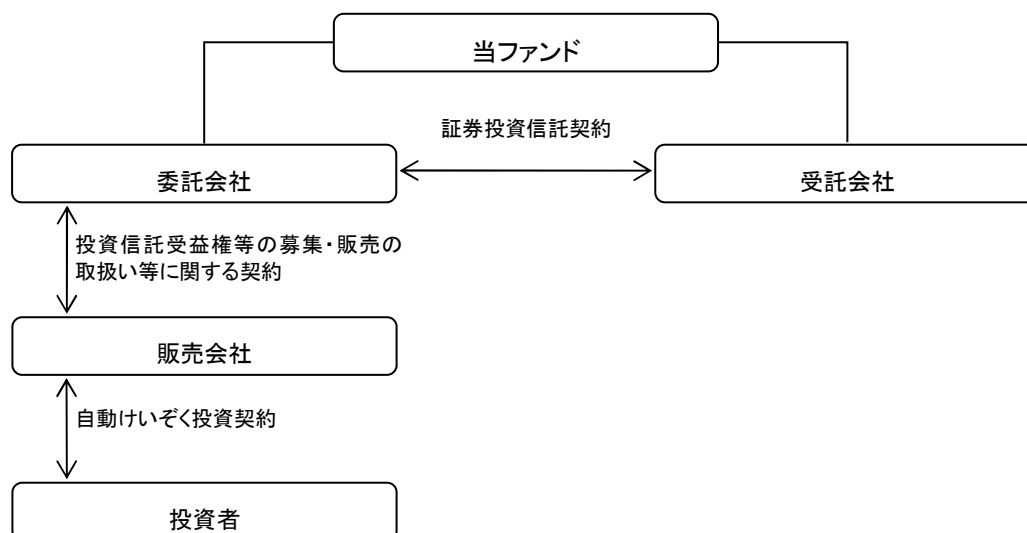 当ファンド
証券投資信託契約
委託会社
受託会社
投資信託受益権等の募集・販売の
取扱い等に関する契約
販売会社
自動けいぞく投資契約
投資者